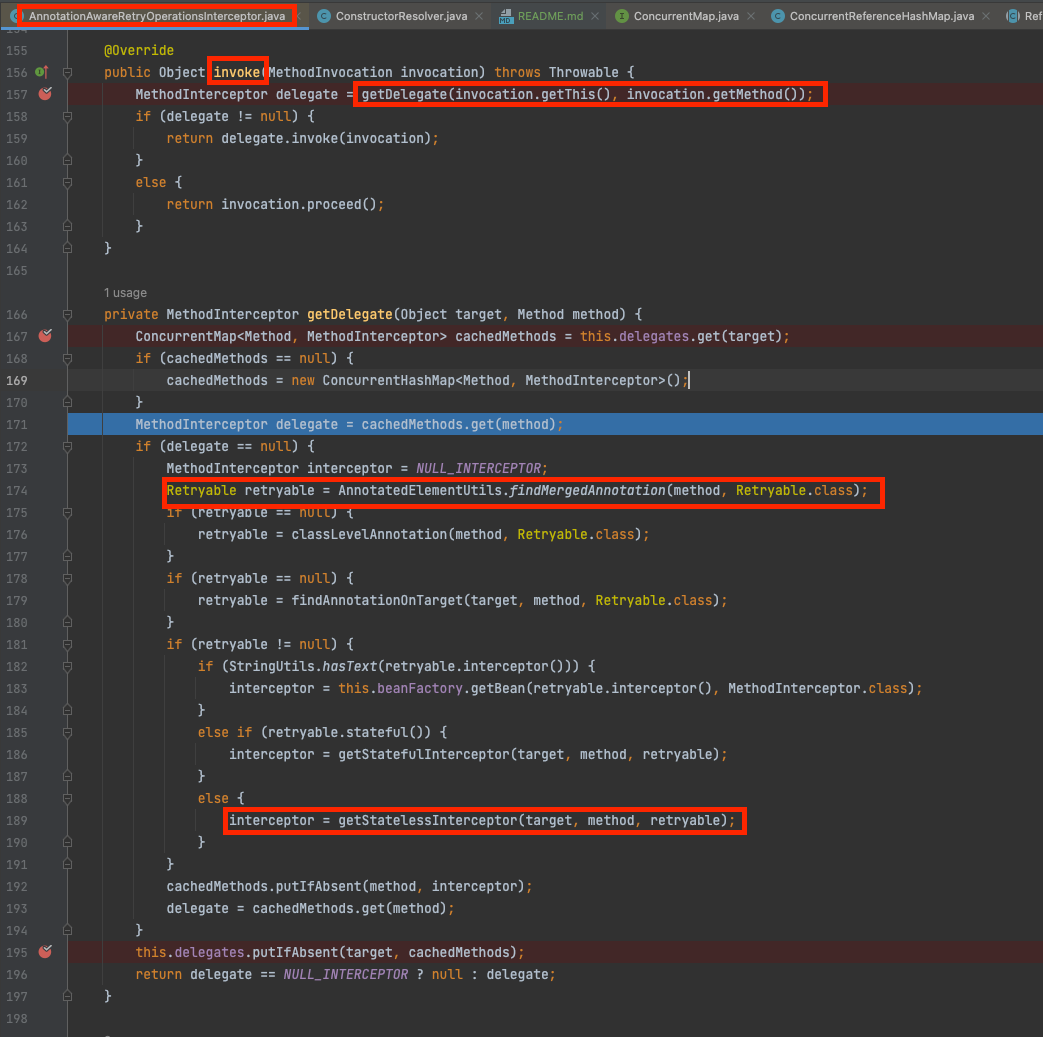 AnnotationAwareRetryOperationsInterceptor.java ConstructorResolver.java README.md ConcurrentMap.java ConcurrentReferenceHashMap.java Ref
155 @Override
156 public Object invoke(MethodInvocation invocation) throws Throwable {
157 MethodInterceptor delegate = getDelegate(invocation.getThis(), invocation.getMethod());
158 if (delegate != null) {
159 return delegate.invoke(invocation);
160 }
161 else {
162 return invocation.proceed();
163 }
164 }
165
1 usage
166 private MethodInterceptor getDelegate(Object target, Method method) {
167 ConcurrentMap<Method, MethodInterceptor> cachedMethods = this.delegates.get(target);
168 if (cachedMethods == null) {
169 cachedMethods = new ConcurrentHashMap<Method, MethodInterceptor>();
170 }
171 MethodInterceptor delegate = cachedMethods.get(method);
172 if (delegate == null) {
173 MethodInterceptor interceptor = NULL_INTERCEPTOR;
174 Retryable retryable = AnnotatedElementUtils.findMergedAnnotation(method, Retryable.class);
175 if (retryable == null) {
176 retryable = classLevelAnnotation(method, Retryable.class);
177 }
178 if (retryable == null) {
179 retryable = findAnnotationOnTarget(target, method, Retryable.class);
180 }
181 if (retryable != null) {
182 if (StringUtils.hasText(retryable.interceptor())) {
183 interceptor = this.beanFactory.getBean(retryable.interceptor(), MethodInterceptor.class);
184 }
185 else if (retryable.stateful()) {
186 interceptor = getStatefulInterceptor(target, method, retryable);
187 }
188 else {
189 interceptor = getStatelessInterceptor(target, method, retryable);
190 }
191 }
192 cachedMethods.putIfAbsent(method, interceptor);
193 delegate = cachedMethods.get(method);
194 }
195 this.delegates.putIfAbsent(target, cachedMethods);
196 return delegate == NULL_INTERCEPTOR ? null : delegate;
197 }
198